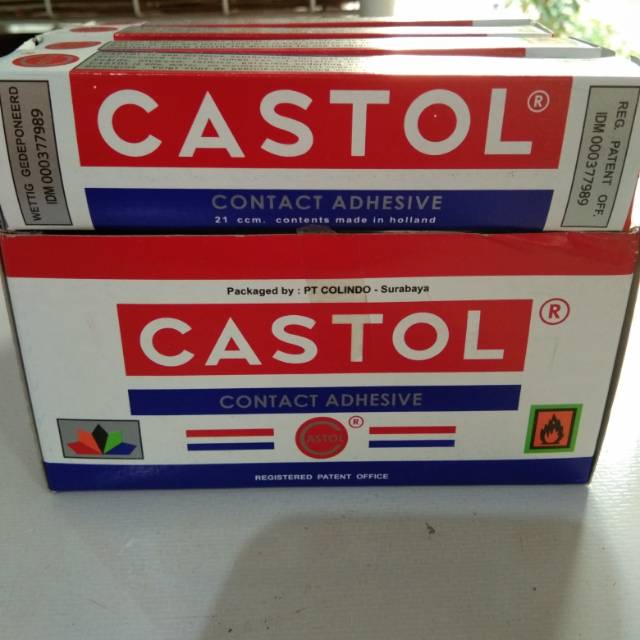 WETTIG GEDEPONEERD
IDM 000377989
CASTOL®
REG. PATENT OFF.
IDM 000377989
CONTACT ADHESIVE
21 ccm. contents made in holland
Packaged by : PT COLINDO - Surabaya
CASTOL®
CONTACT ADHESIVE
CASTOL®
REGISTERED PATENT OFFICE